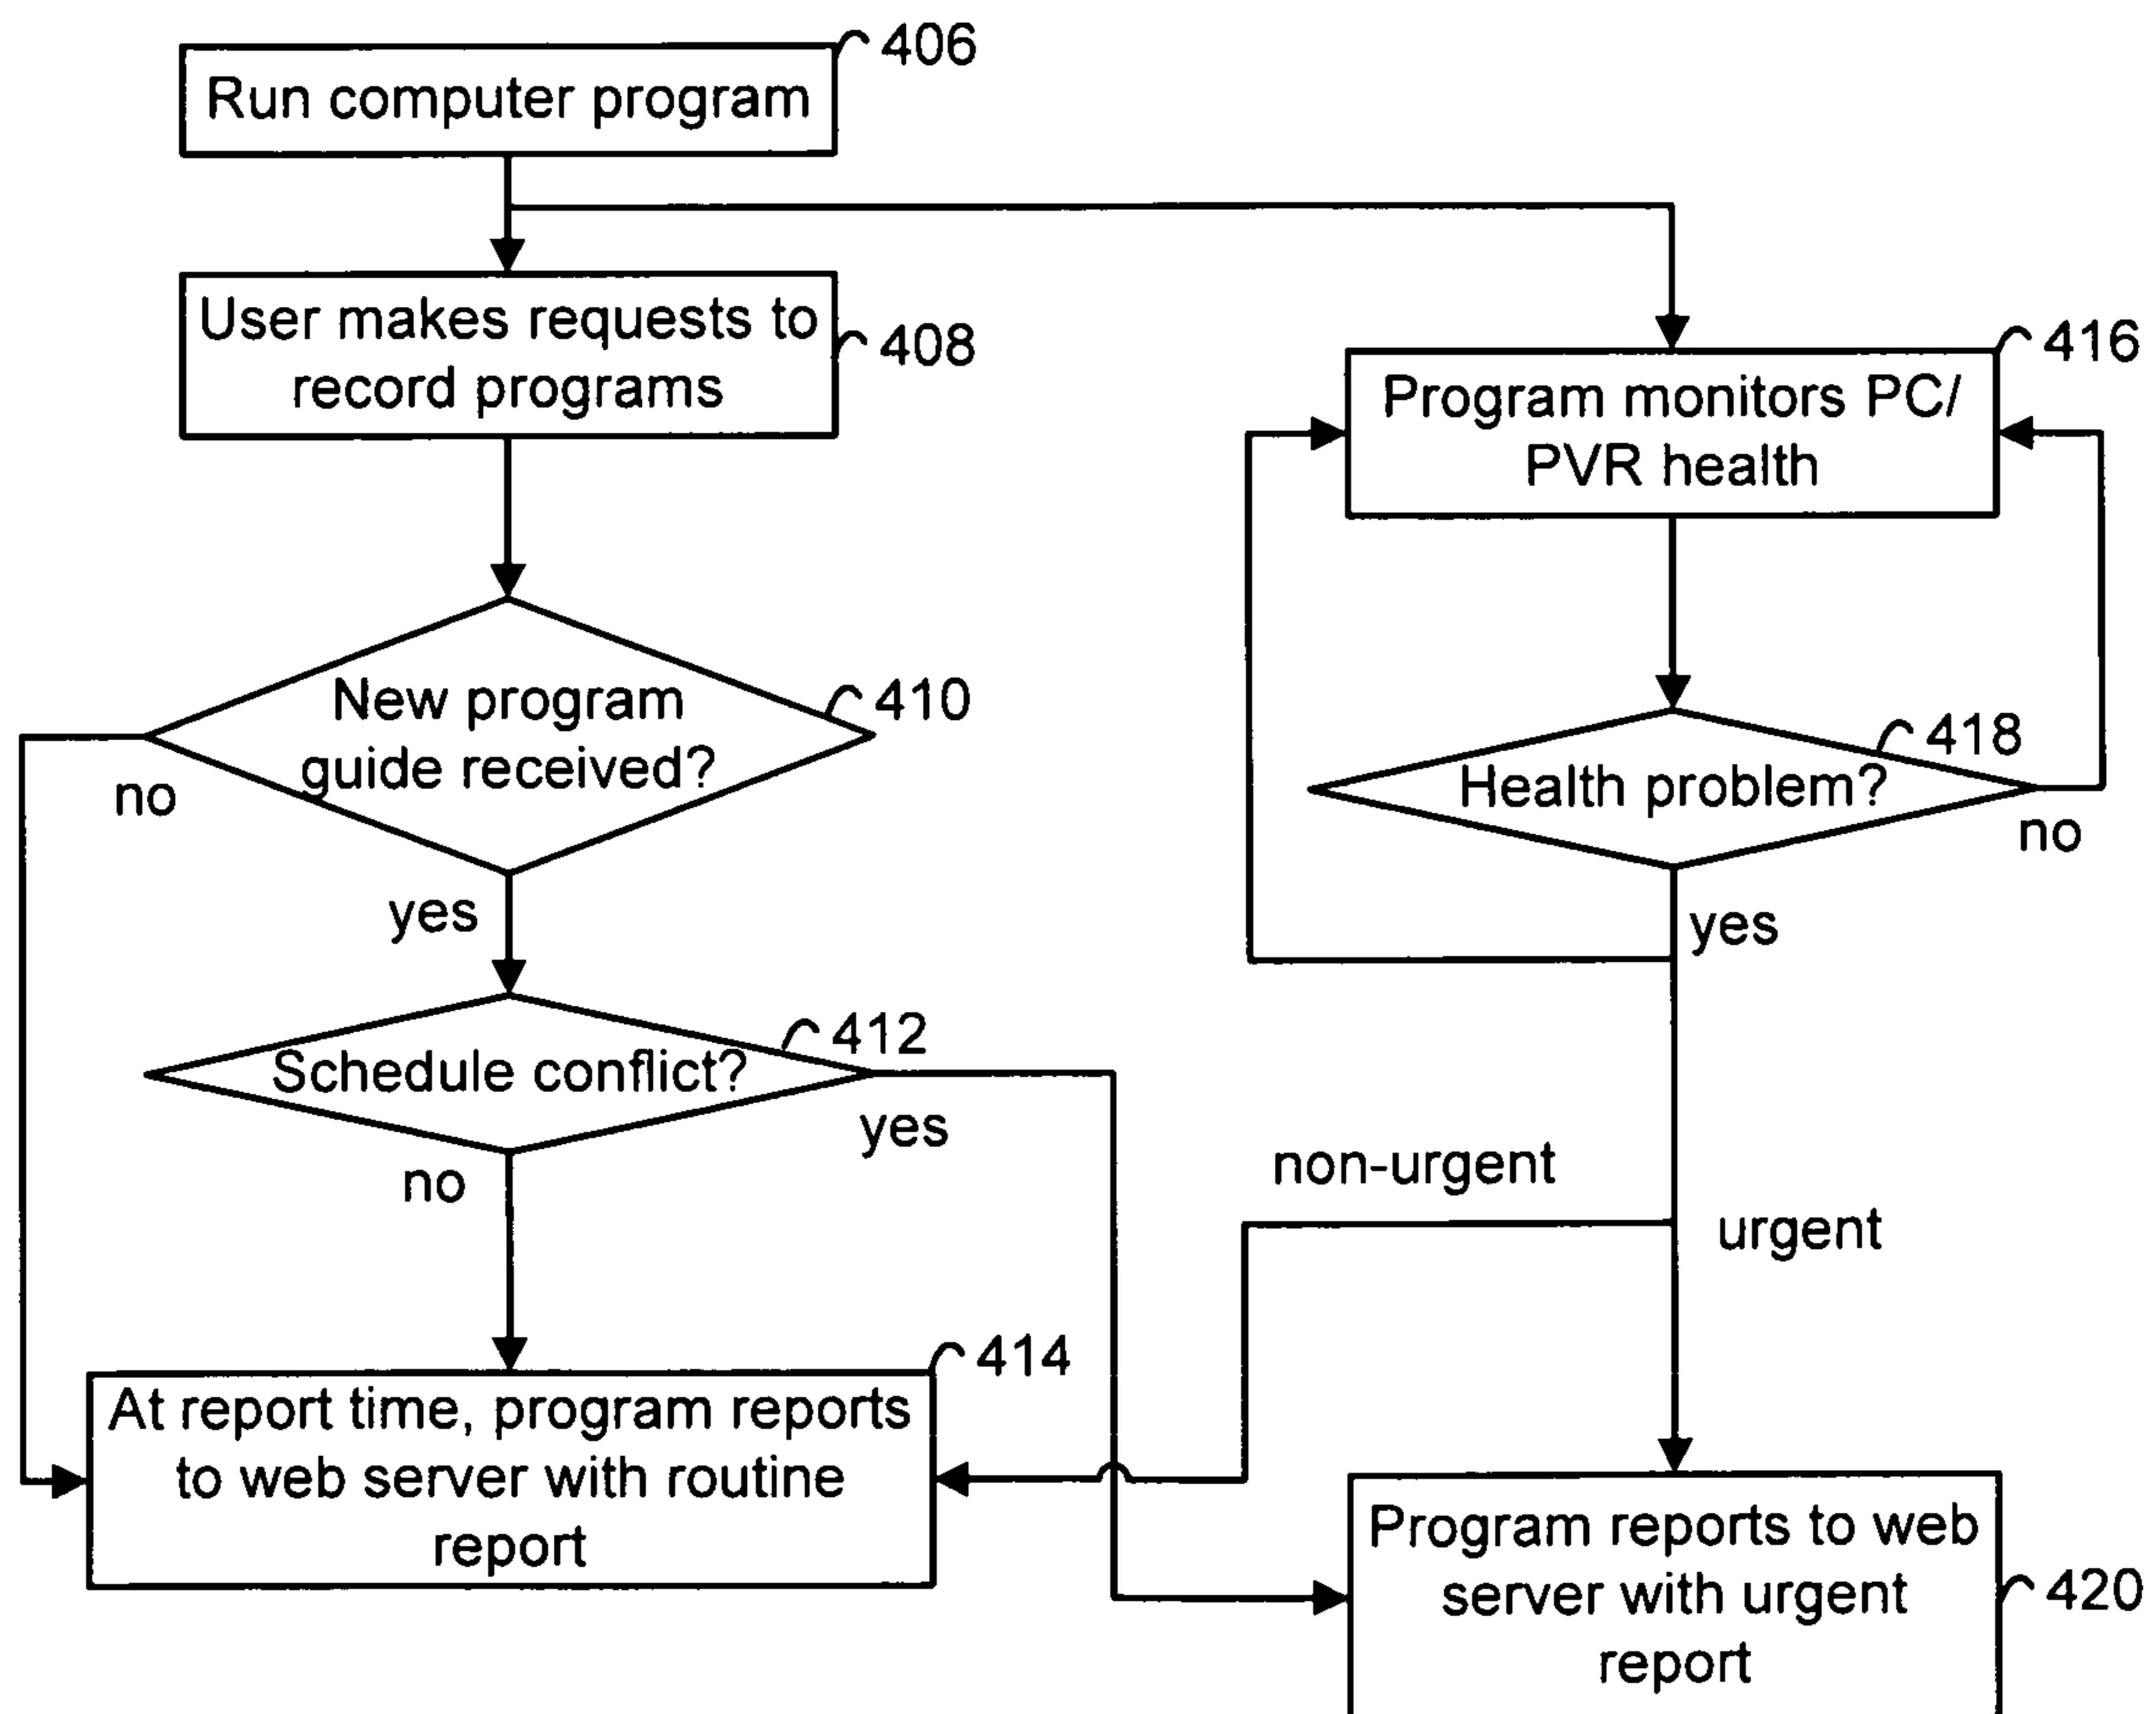 406
Run computer program
User makes requests to
record programs
408
416
Program monitors PC/
PVR health
New program
guide received?
410
no
yes
418
Health problem?
no
yes
412
Schedule conflict?
yes
no
non-urgent
urgent
414
At report time, program reports
to web server with routine
report
Program reports to web
server with urgent
report
420